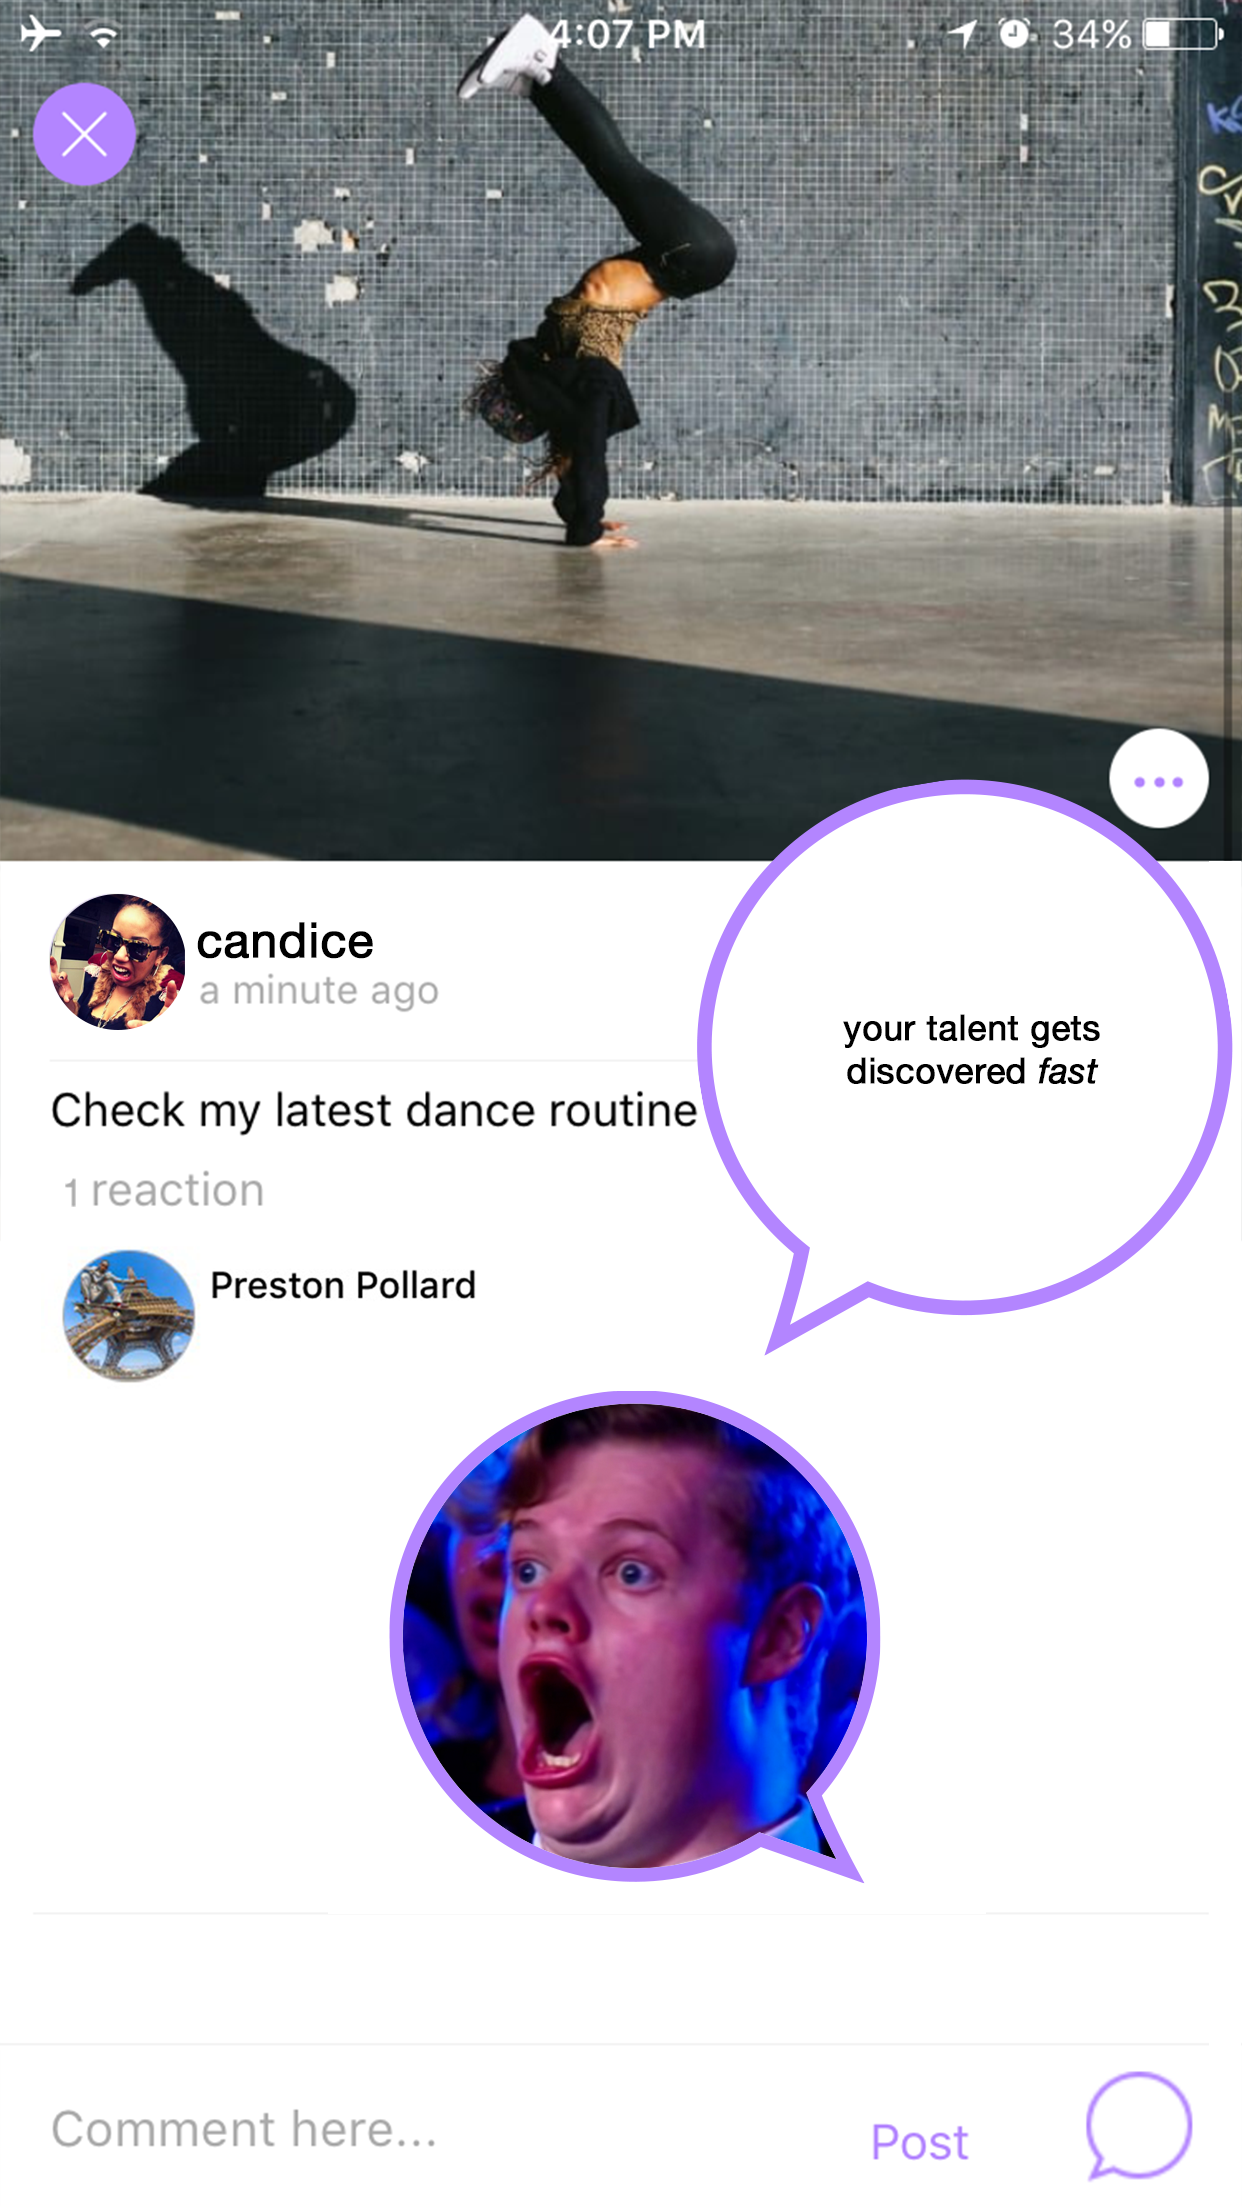 4:07 PM
34%
candice
a minute ago
your talent gets
discovered fast
Check my latest dance routine
1 reaction
Preston Pollard
Comment here...
Post